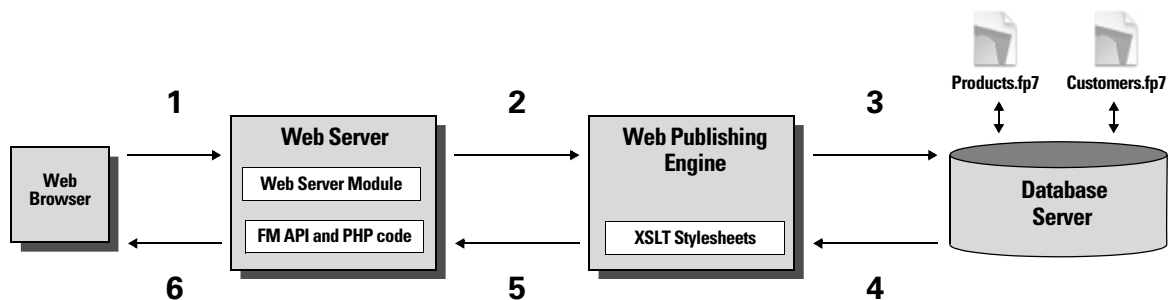 Products.fp7 Customers.fp7
1 2 3
Web Server
Web Server Module
FM API and PHP code
Web Publishing
Engine
XSLT Stylesheets
Web
Browser
Database
Server
6 5 4